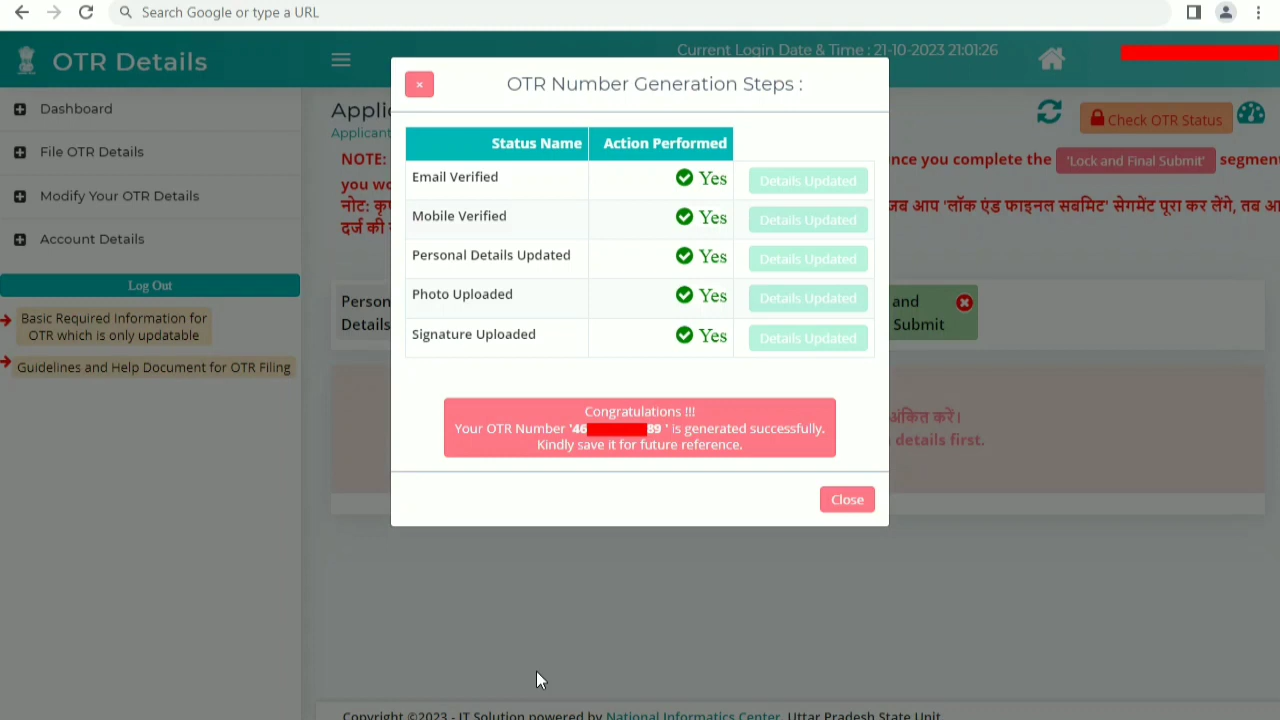 Search Google or type a URL
OTR Details
Current Login Date & Time : 21-10-2023 21:01:26
Dashboard
File OTR Details
Modify Your OTR Details
Account Details
Log Out
Basic Required Information for
OTR which is only updatable
Guidelines and Help Document for OTR Filing
Check OTR Status
NOTE: nce you complete the 'Lock and Final Submit' segment
you
नोट: जब आप 'लॉक एंड फाइनल सबमिट' सेगमेंट पूरा कर लेंगे, तब
दर्ज की
and
Details Submit
अंकित करें।
details first.
×
OTR Number Generation Steps :
Status Name Action Performed
Email Verified Yes Details Updated
Mobile Verified Yes Details Updated
Personal Details Updated Yes Details Updated
Photo Uploaded Yes Details Updated
Signature Uploaded Yes Details Updated
Congratulations !!!
Your OTR Number '46 89 ' is generated successfully.
Kindly save it for future reference.
Close
Copyright ©2023 - IT Solution powered by National Informatics Center, Uttar Pradesh State Unit